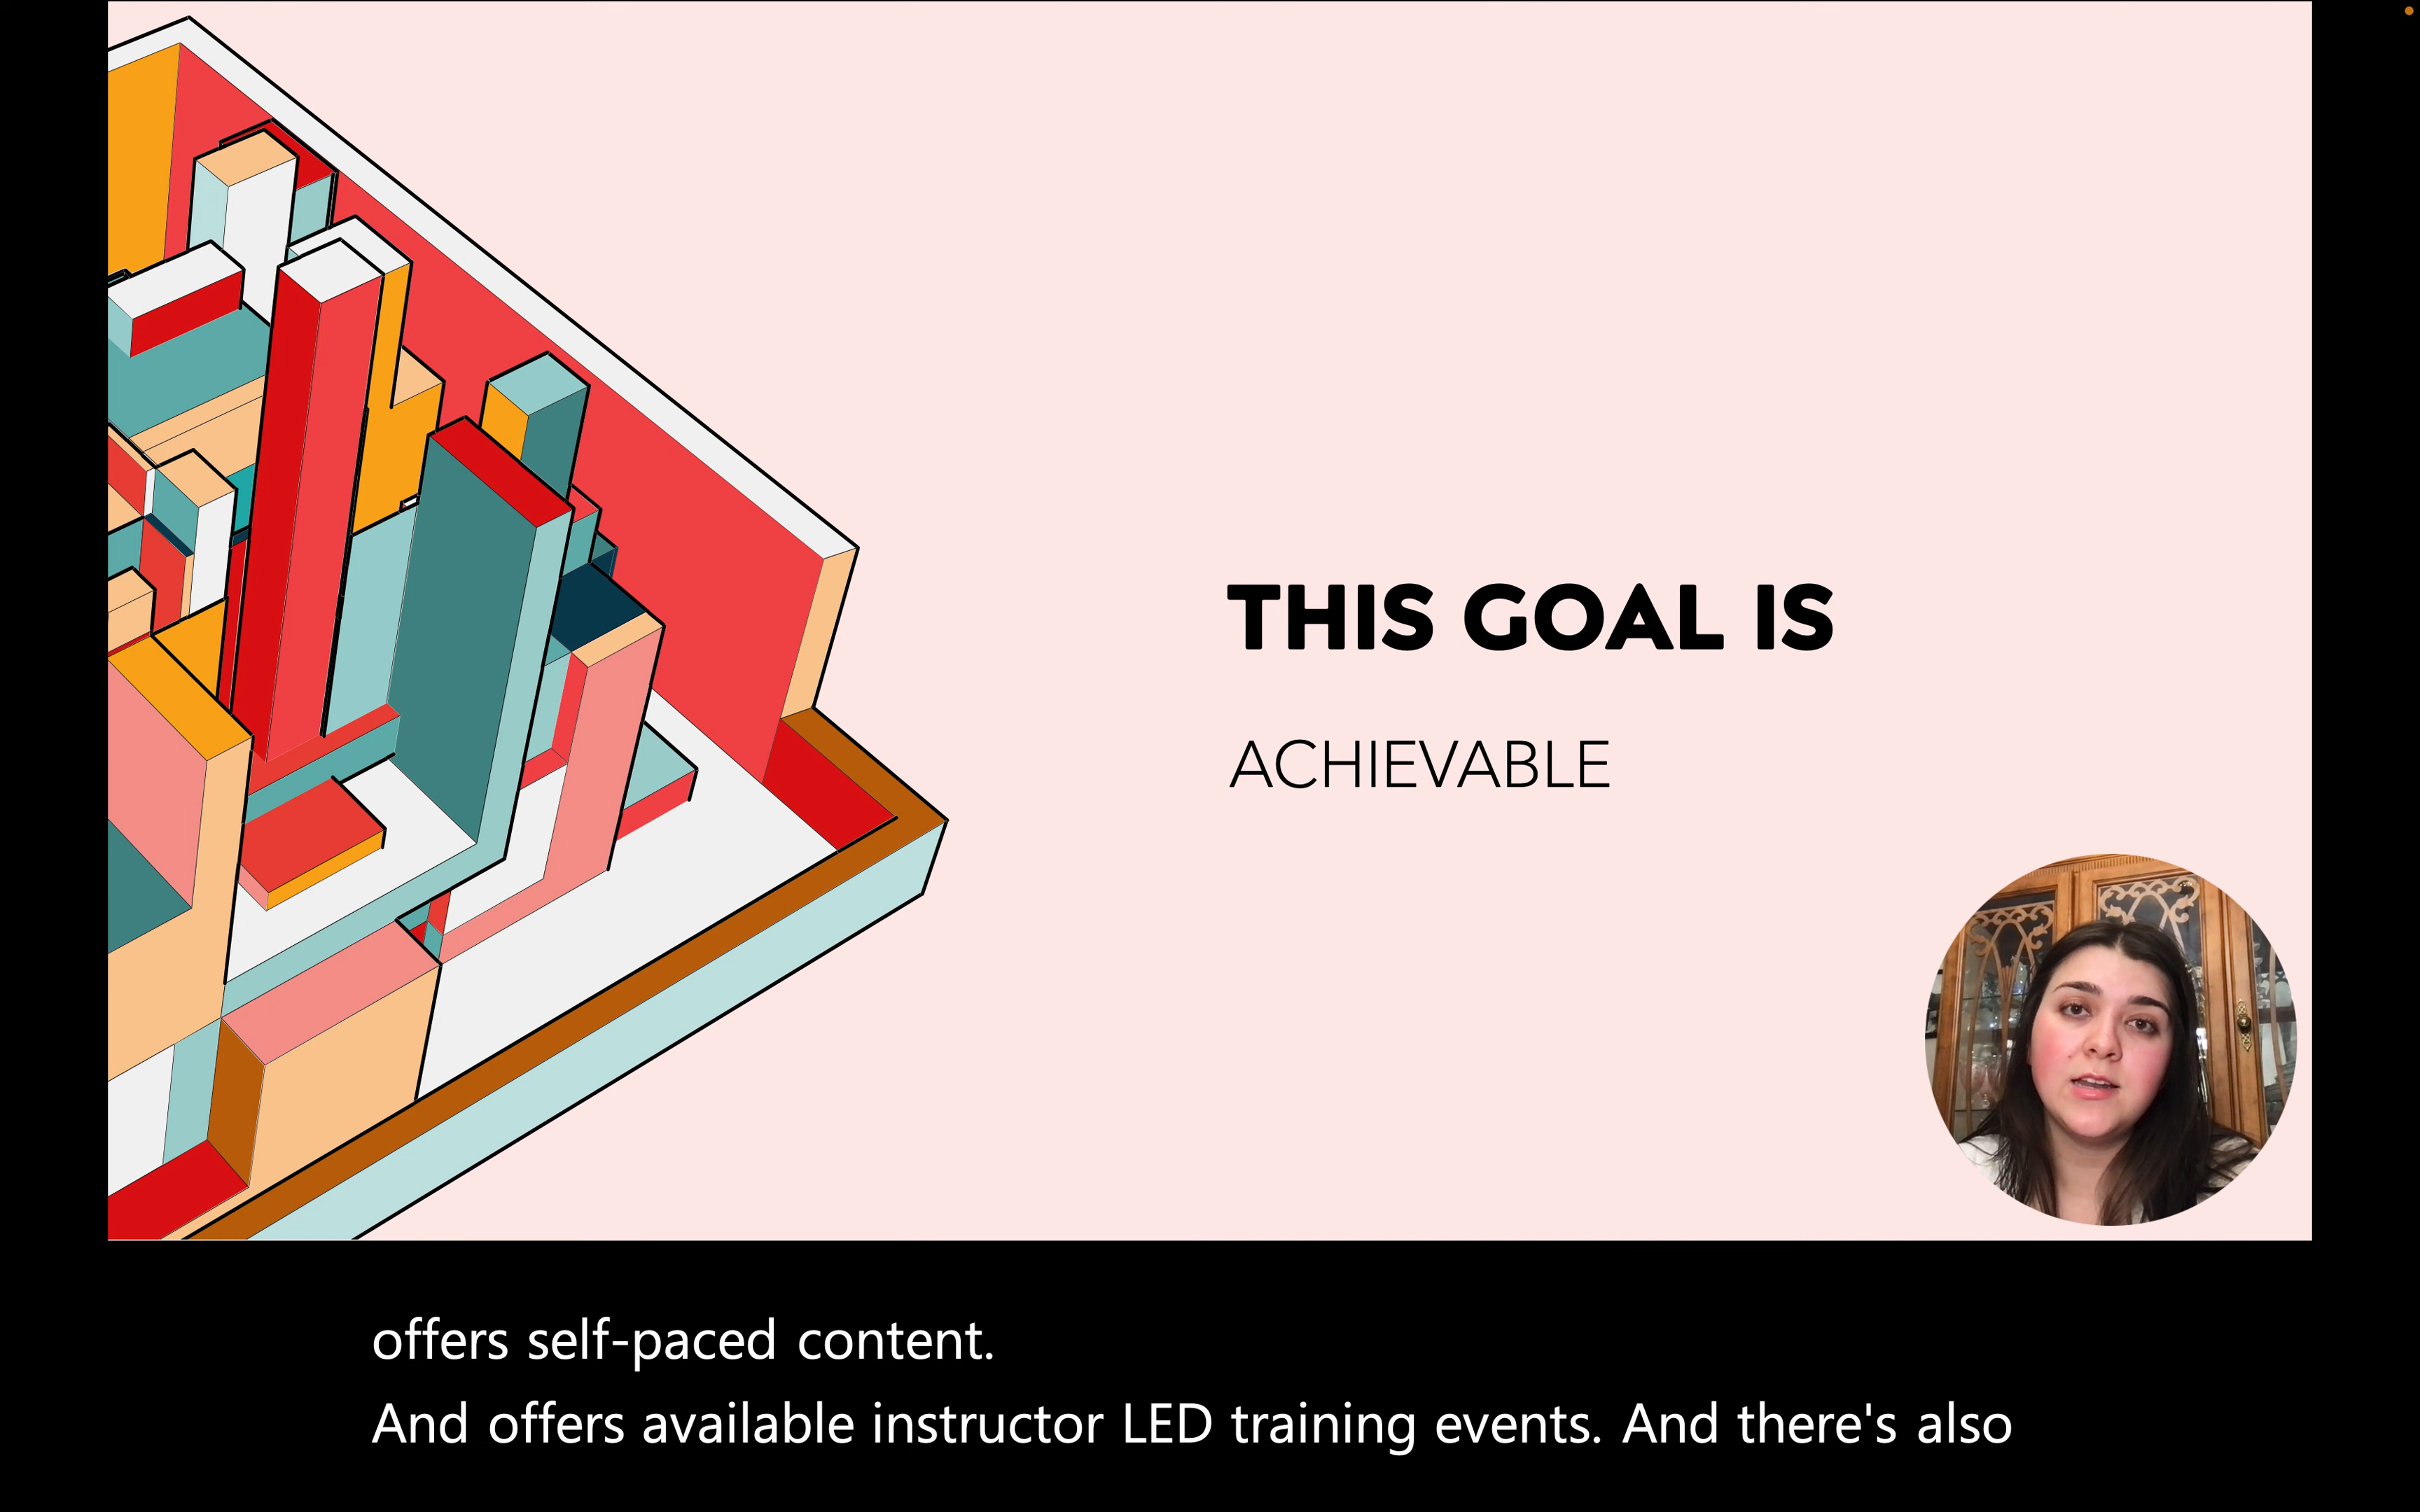 THIS GOAL IS
ACHIEVABLE
offers self-paced content.
And offers available instructor LED training events. And there's also